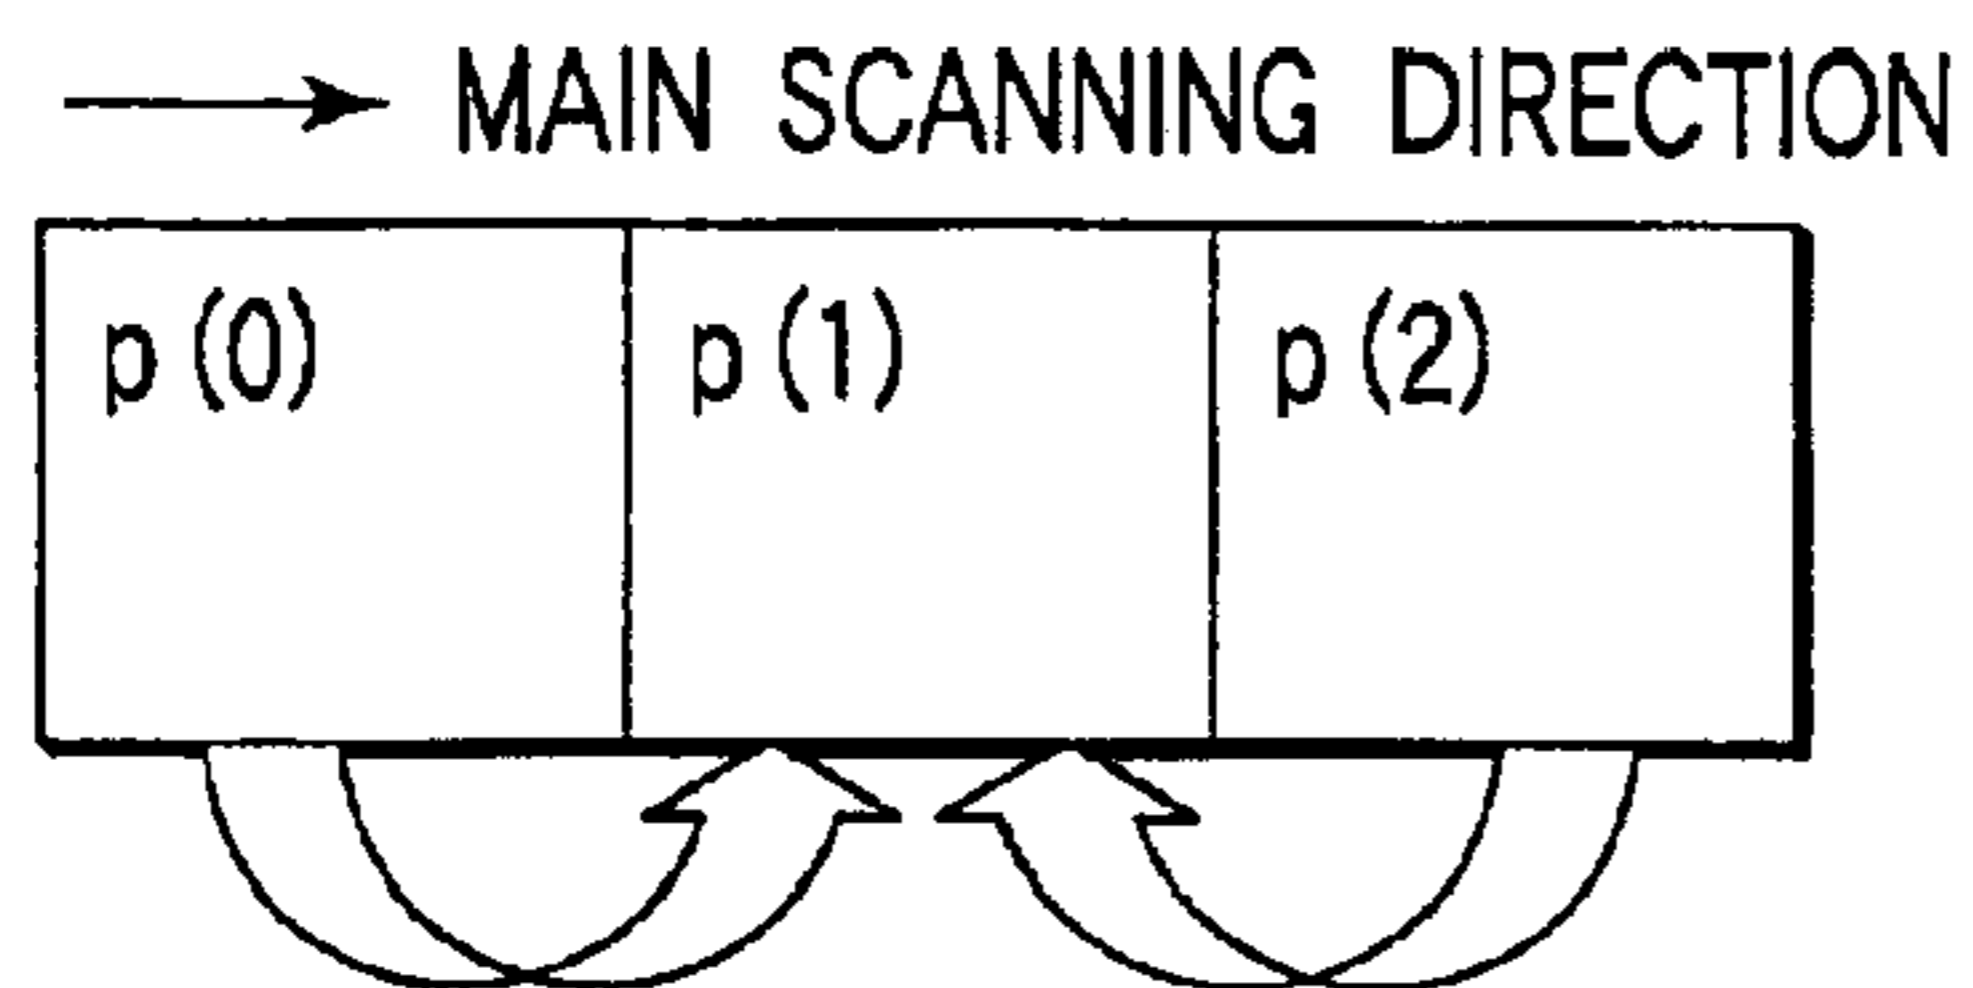 MAIN SCANNING DIRECTION
p (0) p (1) p (2)